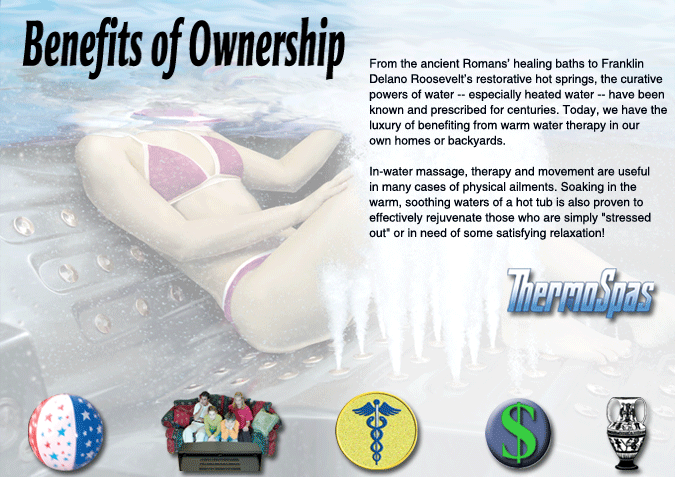 Benefits of Ownership
From the ancient Romans' healing baths to Franklin
Delano Roosevelt's restorative hot springs, the curative
powers of water -- especially heated water -- have been
known and prescribed for centuries. Today, we have the
luxury of benefiting from warm water therapy in our
own homes or backyards.
In-water massage, therapy and movement are useful
in many cases of physical ailments. Soaking in the
warm, soothing waters of a hot tub is also proven to
effectively rejuvenate those who are simply "stressed
out" or in need of some satisfying relaxation!
ThermoSpas
$